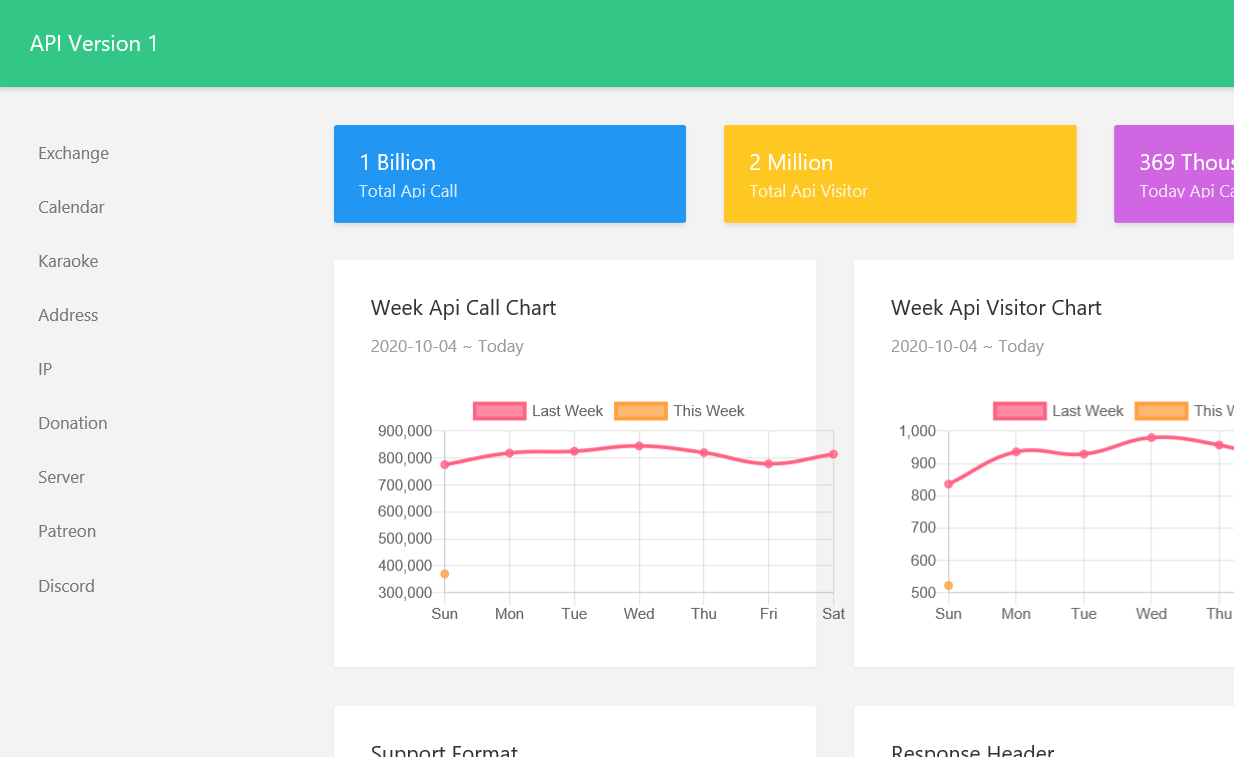 API Version 1
Exchange
Calendar
Karaoke
Address
IP
Donation
Server
Patreon
Discord
1 Billion
Total Api Call
2 Million
Total Api Visitor
369 Thous
Today Api Ca
Week Api Call Chart
2020-10-04 ~ Today
Last Week This Week
900,000
800,000
700,000
600,000
500,000
400,000
300,000
Sun Mon Tue Wed Thu Fri Sat
Week Api Visitor Chart
2020-10-04 ~ Today
Last Week This W
1,000
900
800
700
600
500
Sun Mon Tue Wed Thu
Support Format
Response Header